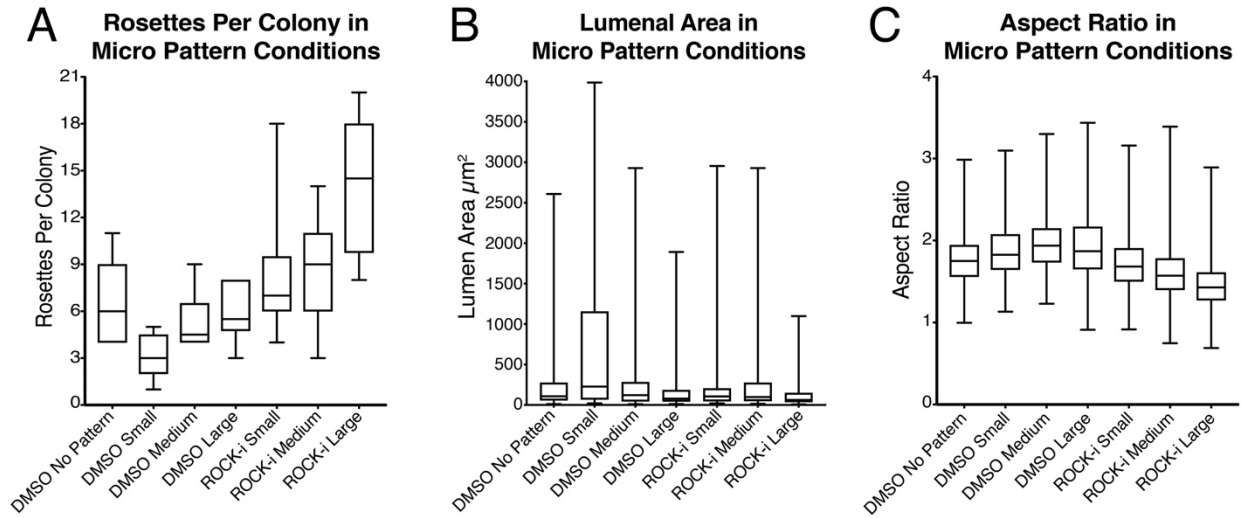 A
Rosettes Per Colony in
Micro Pattern Conditions
21
18
15
12
9
6
3
0
Rosettes Per Colony
DMSO No Pattern
DMSO Small
DMSO Medium
DMSO Large
ROCK-i Small
ROCK-i Medium
ROCK-i Large
B
Lumenal Area in
Micro Pattern Conditions
4000
3500
3000
2500
2000
1500
1000
500
0
Lumen Area µm²
DMSO No Pattern
DMSO Small
DMSO Medium
DMSO Large
ROCK-i Small
ROCK-i Medium
ROCK-i Large
C
Aspect Ratio in
Micro Pattern Conditions
4
3
2
1
0
Aspect Ratio
DMSO No Pattern
DMSO Small
DMSO Medium
DMSO Large
ROCK-i Small
ROCK-i Medium
ROCK-i Large